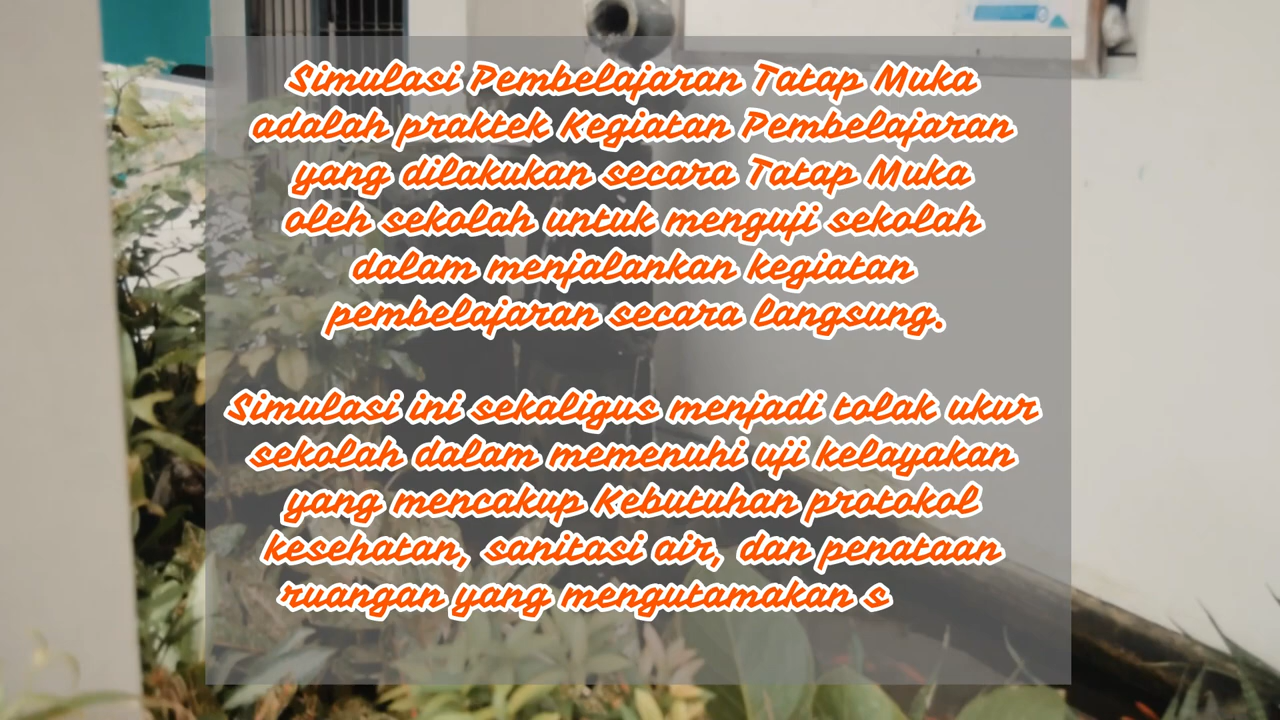 Simulasi Pembelajaran Tatap Muka
adalah praktek Kegiatan Pembelajaran
yang dilakukan secara Tatap Muka
oleh sekolah untuk menguji sekolah
dalam menjalankan kegiatan
pembelajaran secara langsung.
Simulasi ini sekaligus menjadi tolak ukur
sekolah dalam memenuhi uji kelayakan
yang mencakup Kebutuhan protokol
kesehatan, sanitasi air, dan penataan
ruangan yang mengutamakan s